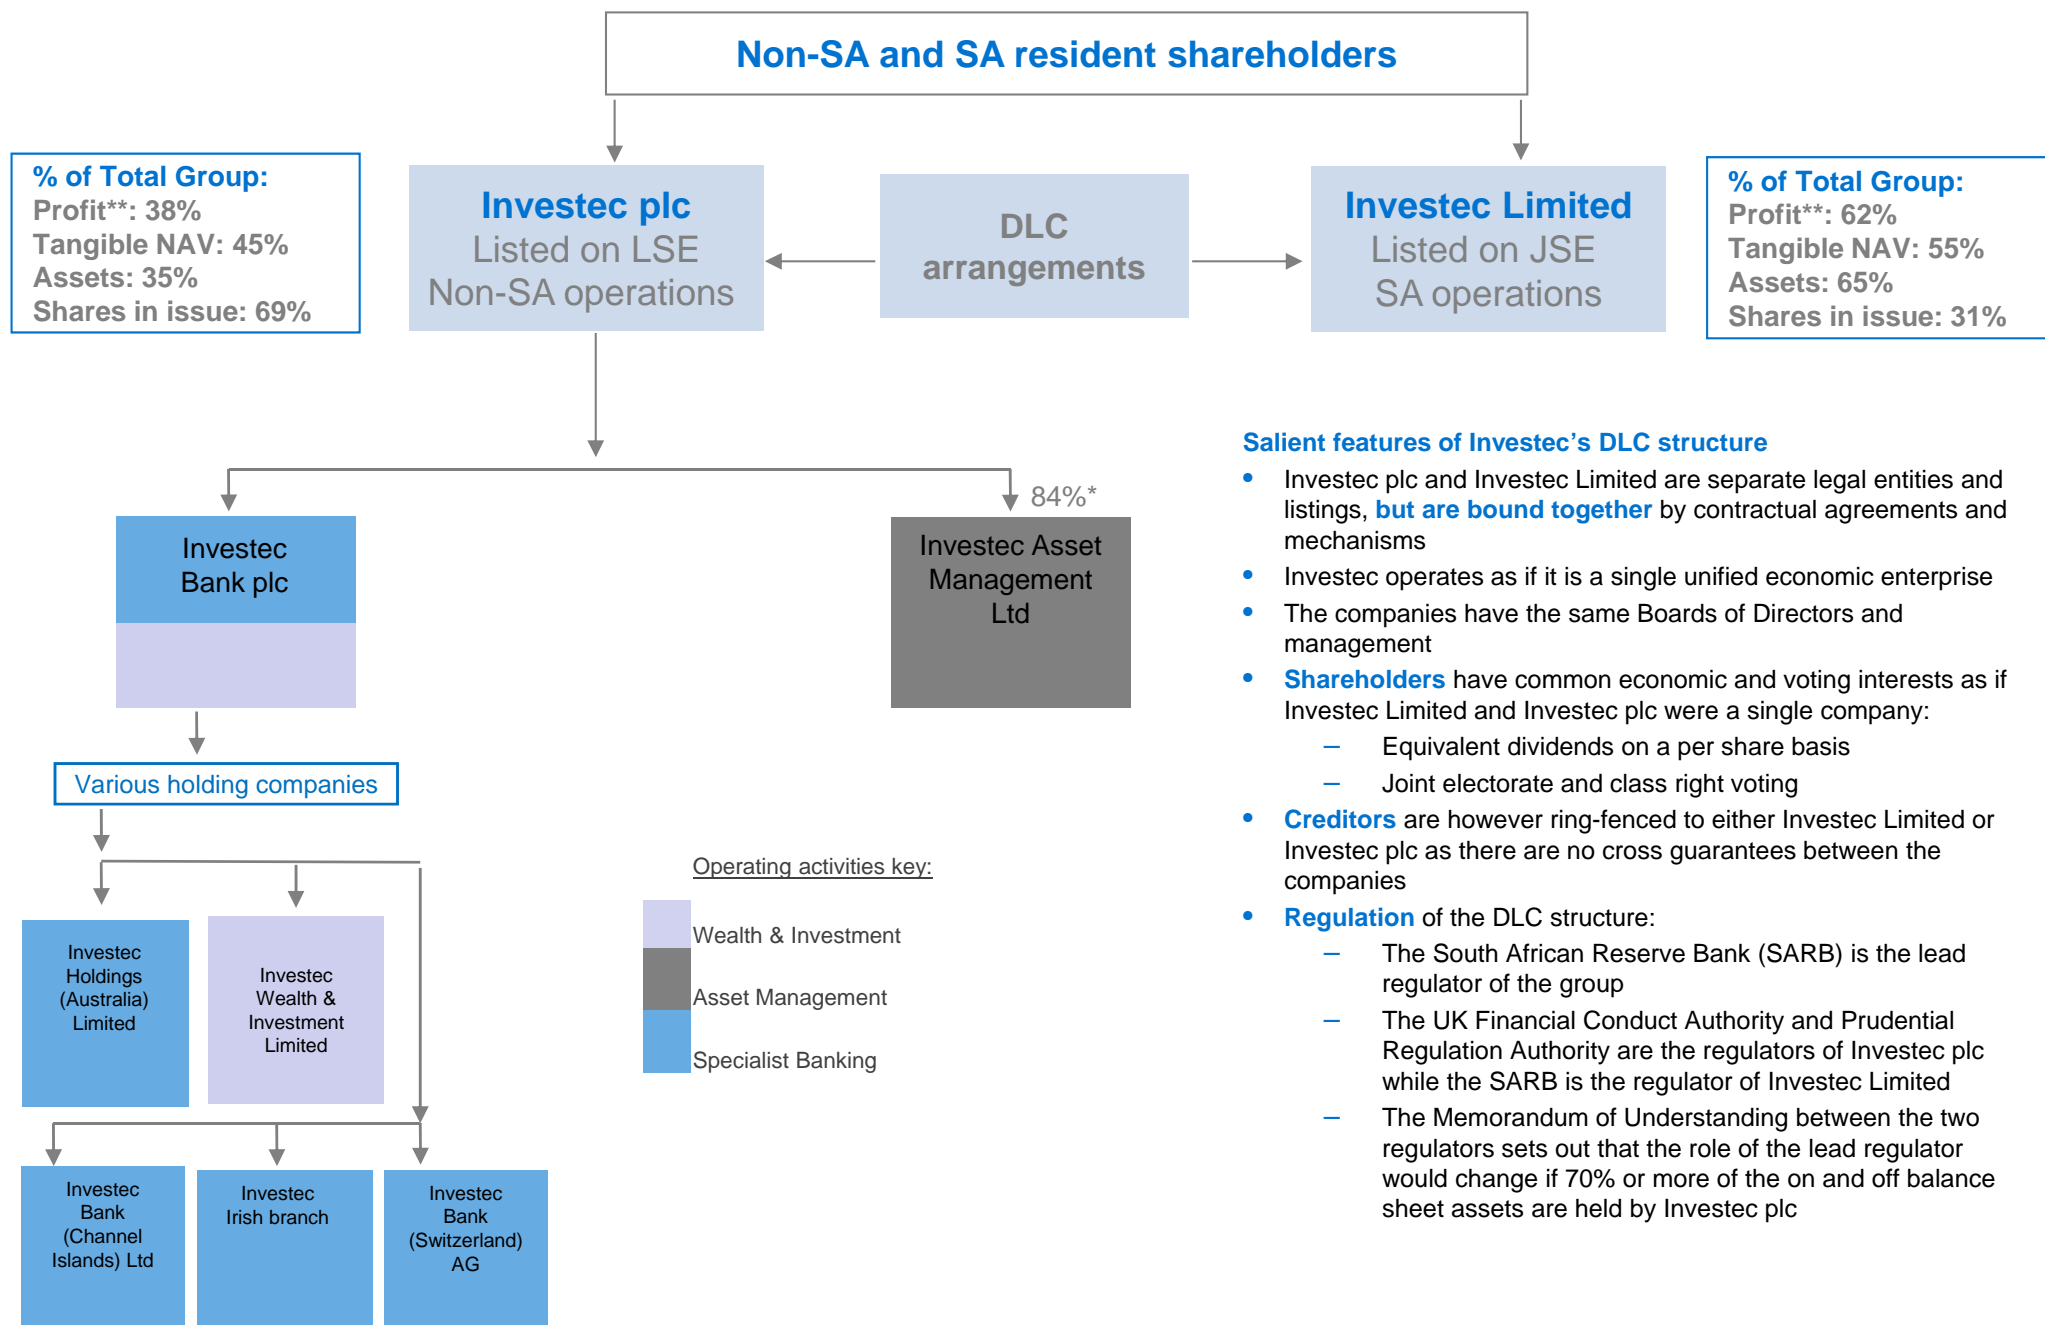 Non-SA and SA resident shareholders
% of Total Group:
Profit**: 38%
Tangible NAV: 45%
Assets: 35%
Shares in issue: 69%
Investec plc
Listed on LSE
Non-SA operations
DLC
arrangements
Investec Limited
Listed on JSE
SA operations
% of Total Group:
Profit**: 62%
Tangible NAV: 55%
Assets: 65%
Shares in issue: 31%
84%*
Investec
Bank plc
Investec Asset
Management
Ltd
Various holding companies
Investec
Holdings
(Australia)
Limited
Investec
Wealth &
Investment
Limited
Investec
Bank
(Channel
Islands) Ltd
Investec
Irish branch
Investec
Bank
(Switzerland)
AG
Operating activities key:
Wealth & Investment
Asset Management
Specialist Banking
Salient features of Investec’s DLC structure
• Investec plc and Investec Limited are separate legal entities and
listings, but are bound together by contractual agreements and
mechanisms
• Investec operates as if it is a single unified economic enterprise
• The companies have the same Boards of Directors and
management
• Shareholders have common economic and voting interests as if
Investec Limited and Investec plc were a single company:
– Equivalent dividends on a per share basis
– Joint electorate and class right voting
• Creditors are however ring-fenced to either Investec Limited or
Investec plc as there are no cross guarantees between the
companies
• Regulation of the DLC structure:
– The South African Reserve Bank (SARB) is the lead
regulator of the group
– The UK Financial Conduct Authority and Prudential
Regulation Authority are the regulators of Investec plc
while the SARB is the regulator of Investec Limited
– The Memorandum of Understanding between the two
regulators sets out that the role of the lead regulator
would change if 70% or more of the on and off balance
sheet assets are held by Investec plc